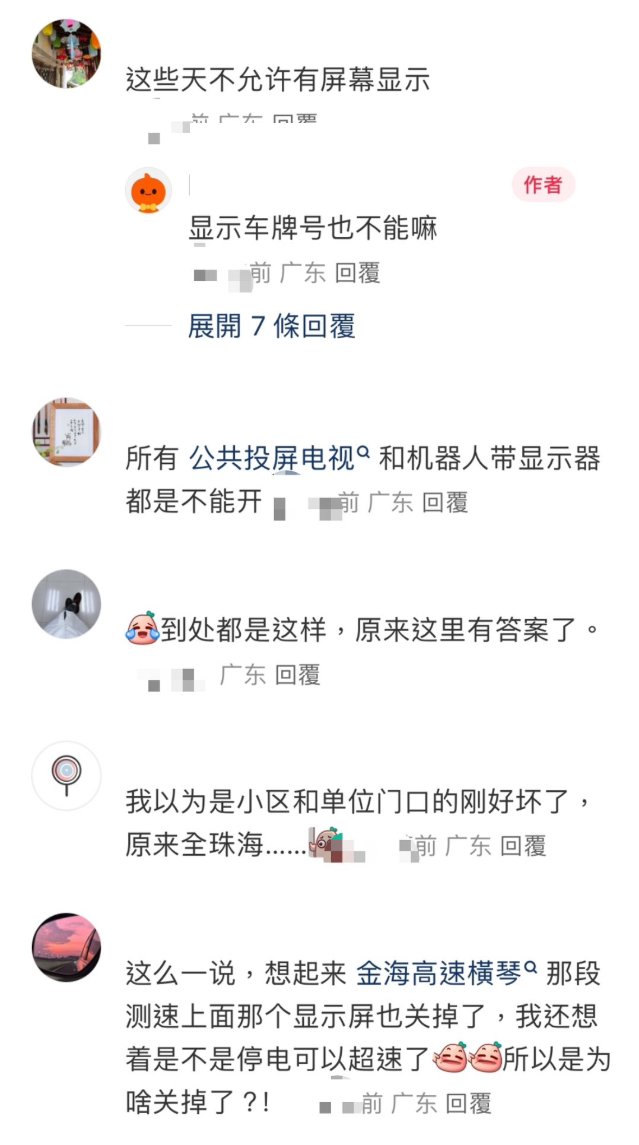 这些天不允许有屏幕显示
前 广东 回覆
作者
显示车牌号也不能嘛
前 广东 回覆
展開 7 條回覆
所有 公共投屏电视 和机器人带显示器
都是不能开 前 广东 回覆
到处都是这样，原来这里有答案了。
广东 回覆
我以为是小区和单位门口的刚好坏了，
原来全珠海…… 前 广东 回覆
这么一说，想起来 金海高速橫琴 那段
测速上面那个显示屏也关掉了，我还想
着是不是停电可以超速了 所以是为
啥关掉了?! 前 广东 回覆